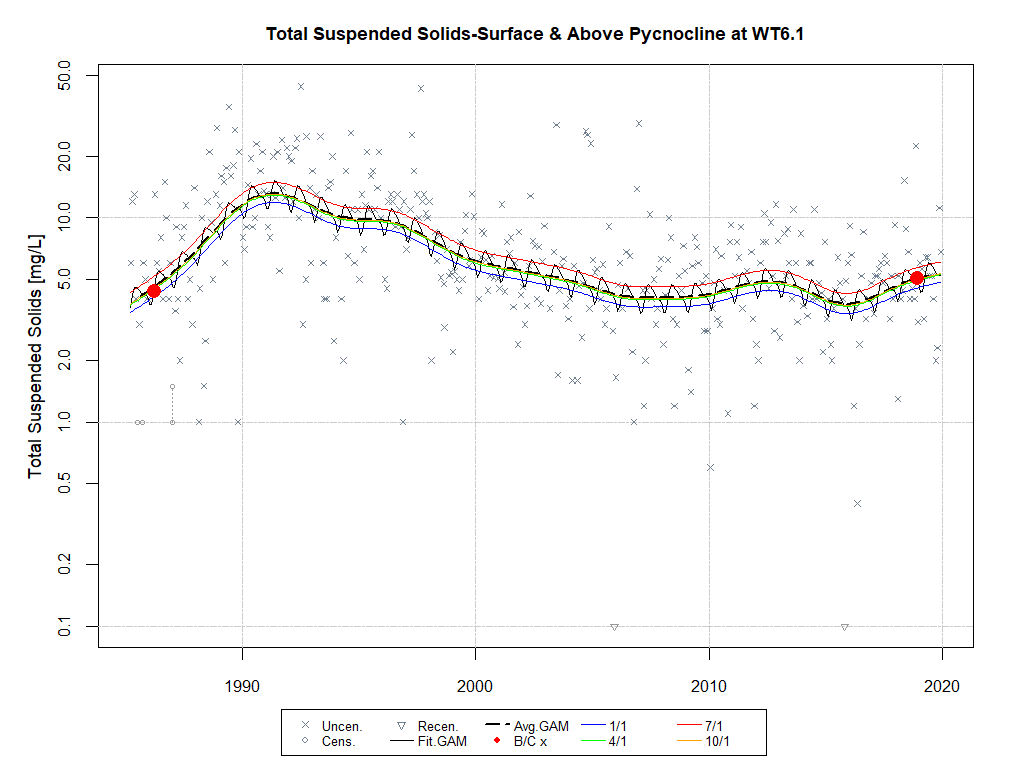 Total Suspended Solids-Surface & Above Pycnocline at WT6.1
Total Suspended Solids [mg/L]
50.0
20.0
10.0
5.0
2.0
1.0
0.5
0.2
0.1
1990 2000 2010 2020
Uncen. Recen. Avg.GAM 1/1 7/1
Cens. Fit.GAM B/C x 4/1 10/1